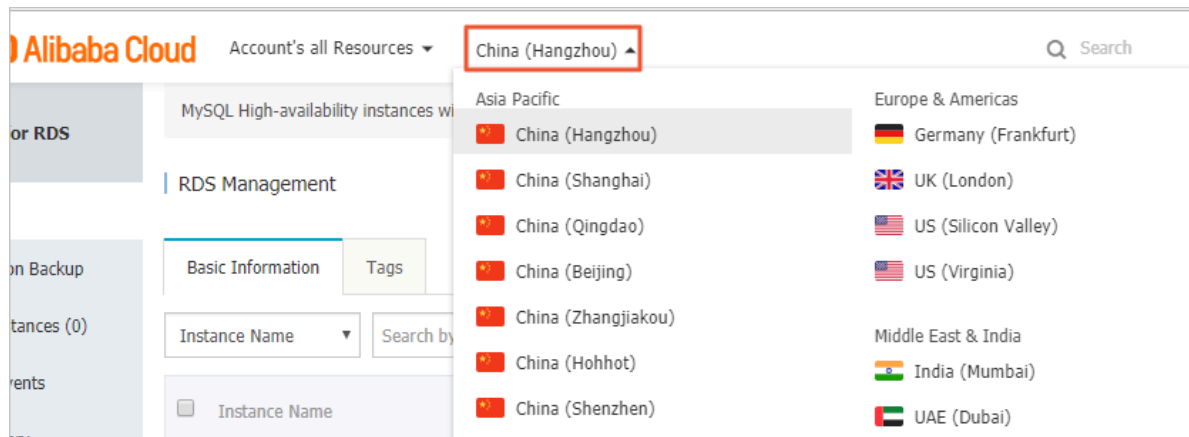 Alibaba Cloud
Account's all Resources
China (Hangzhou)
Search
or RDS
on Backup
tances (0)
vents
MySQL High-availability instances wi
RDS Management
Basic Information
Tags
Instance Name
Search by
Instance Name
Asia Pacific
China (Hangzhou)
China (Shanghai)
China (Qingdao)
China (Beijing)
China (Zhangjiakou)
China (Hohhot)
China (Shenzhen)
Europe & Americas
Germany (Frankfurt)
UK (London)
US (Silicon Valley)
US (Virginia)
Middle East & India
India (Mumbai)
UAE (Dubai)